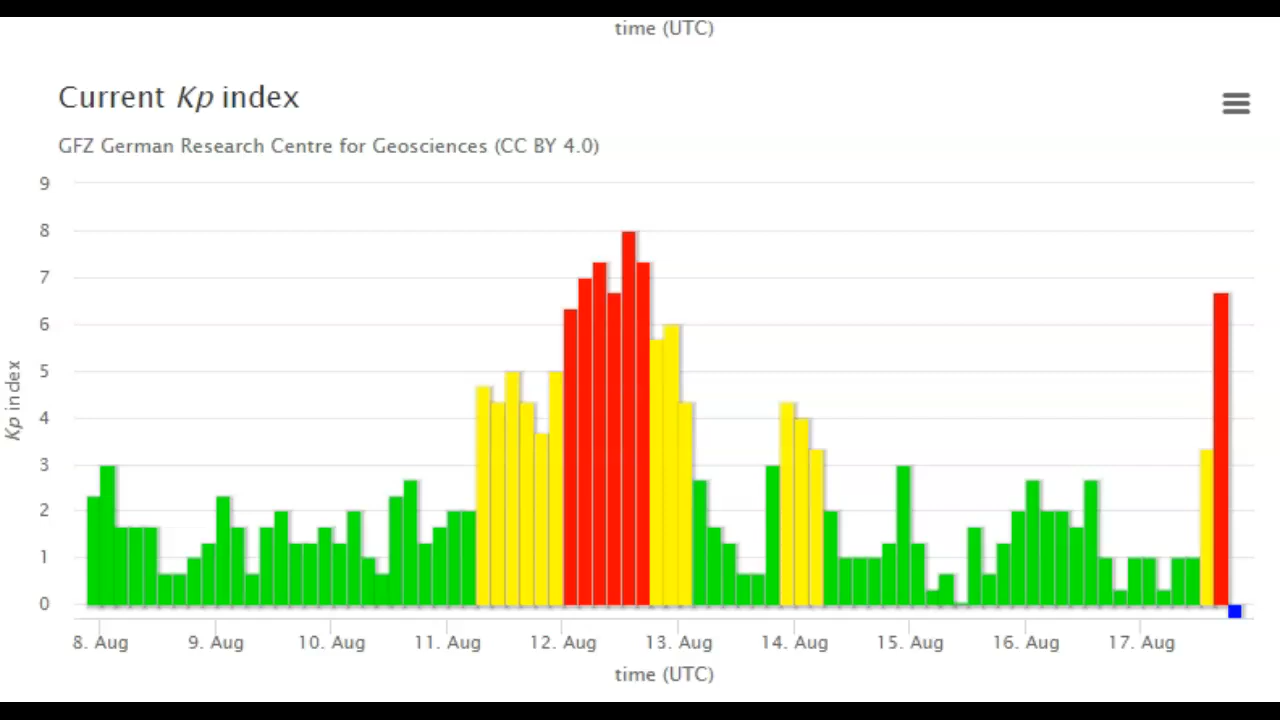 time (UTC)
Current Kp index
GFZ German Research Centre for Geosciences (CC BY 4.0)
9
8
7
6
5
4
3
2
1
0
Kp index
8. Aug 9. Aug 10. Aug 11. Aug 12. Aug 13. Aug 14. Aug 15. Aug 16. Aug 17. Aug
time (UTC)